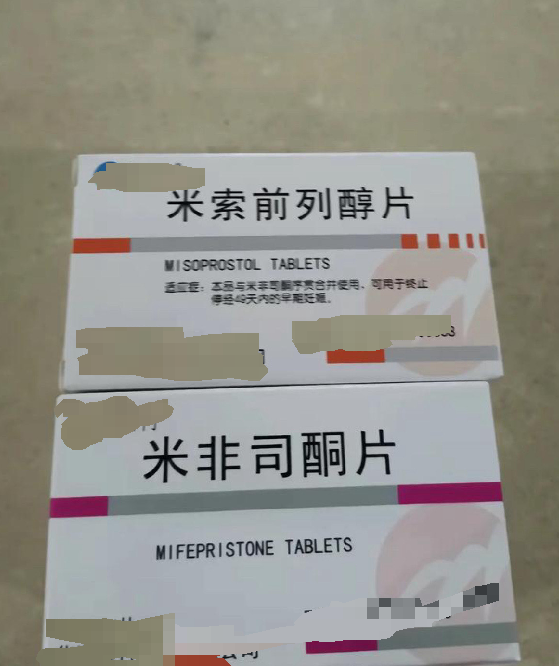 米索前列醇片
MISOPROSTOL TABLETS
适应症：本品与米非司酮序贯合并使用，可用于终止
停经49天内的早期妊娠。
米非司酮片
MIFEPRISTONE TABLETS
公司